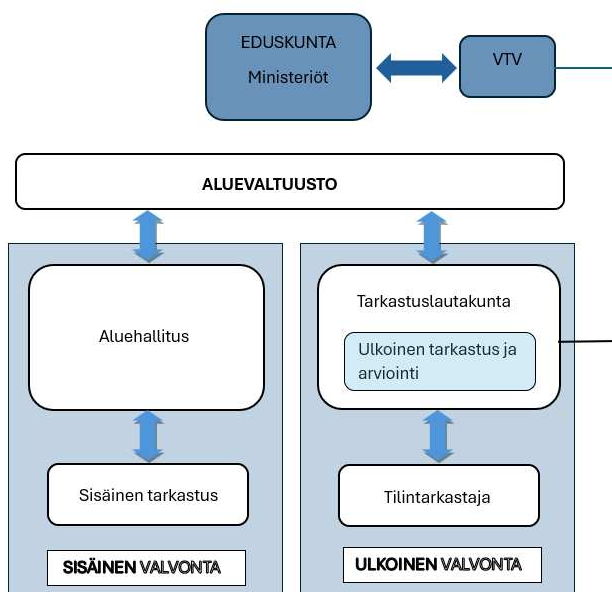 EDUSKUNTA
Ministeriöt
VTV
ALUEVALTUUSTO
Aluehallitus
Sisäinen tarkastus
SISÄINEN VALVONTA
Tarkastuslautakunta
Ulkoinen tarkastus ja
arviointi
Tilintarkastaja
ULKOINEN VALVONTA